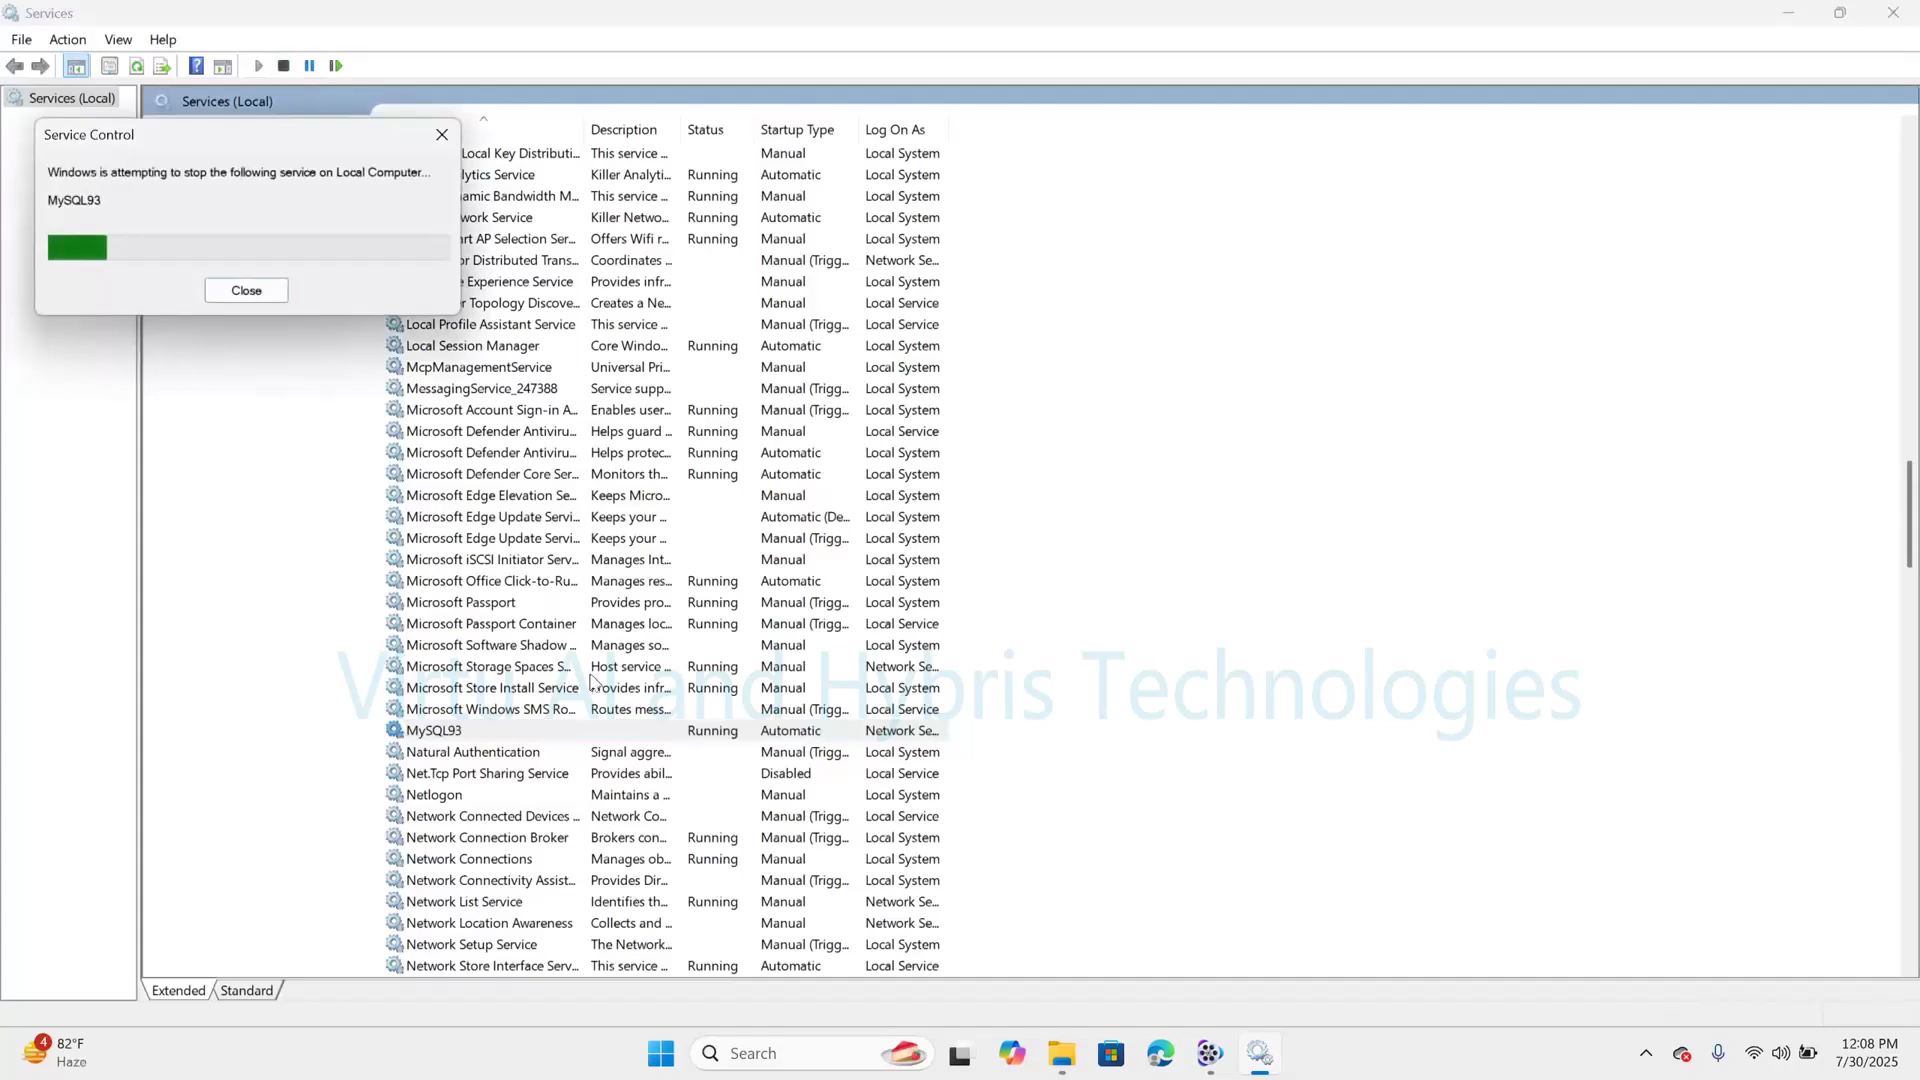 Services
File Action View Help
Services (Local)
Services (Local)
Service Control
Windows is attempting to stop the following service on Local Computer...
MySQL93
Close
Description Status Startup Type Log On As
Local Key Distributi... This service ... Manual Local System
lytics Service Killer Analyti... Running Automatic Local System
amic Bandwidth M... This service ... Running Manual Local System
work Service Killer Netwo... Running Automatic Local System
rt AP Selection Ser... Offers Wifi r... Running Manual Local System
or Distributed Trans... Coordinates ... Manual (Trigg... Network Se...
e Experience Service Provides infr... Manual Local System
r Topology Discove... Creates a Ne... Manual Local Service
Local Profile Assistant Service This service ... Manual (Trigg... Local Service
Local Session Manager Core Windo... Running Automatic Local System
McpManagementService Universal Pri... Manual Local System
MessagingService_247388 Service supp... Manual (Trigg... Local System
Microsoft Account Sign-in A... Enables user... Running Manual (Trigg... Local System
Microsoft Defender Antiviru... Helps guard ... Running Manual Local Service
Microsoft Defender Antiviru... Helps protec... Running Automatic Local System
Microsoft Defender Core Ser... Monitors th... Running Automatic Local System
Microsoft Edge Elevation Se... Keeps Micro... Manual Local System
Microsoft Edge Update Servi... Keeps your ... Automatic (De... Local System
Microsoft Edge Update Servi... Keeps your ... Manual (Trigg... Local System
Microsoft iSCSI Initiator Serv... Manages Int... Manual Local System
Microsoft Office Click-to-Ru... Manages res... Running Automatic Local System
Microsoft Passport Provides pro... Running Manual (Trigg... Local System
Microsoft Passport Container Manages loc... Running Manual (Trigg... Local Service
Microsoft Software Shadow ... Manages so... Manual Local System
Microsoft Storage Spaces S... Host service ... Running Manual Network Se...
Microsoft Store Install Service Provides infr... Running Manual Local System
Microsoft Windows SMS Ro... Routes mess... Manual (Trigg... Local Service
Virtu AI and Hybris Technologies
MySQL93 Running Automatic Network Se...
Natural Authentication Signal aggre... Manual (Trigg... Local System
Net.Tcp Port Sharing Service Provides abil... Disabled Local Service
Netlogon Maintains a ... Manual Local System
Network Connected Devices ... Network Co... Manual (Trigg... Local Service
Network Connection Broker Brokers con... Running Manual (Trigg... Local System
Network Connections Manages ob... Running Manual Local System
Network Connectivity Assist... Provides Dir... Manual (Trigg... Local System
Network List Service Identifies th... Running Manual Network Se...
Network Location Awareness Collects and ... Manual Network Se...
Network Setup Service The Network... Manual (Trigg... Local System
Network Store Interface Serv... This service ... Running Automatic Local Service
Extended Standard
4
82°F
Haze
Search
12:08 PM
7/30/2025